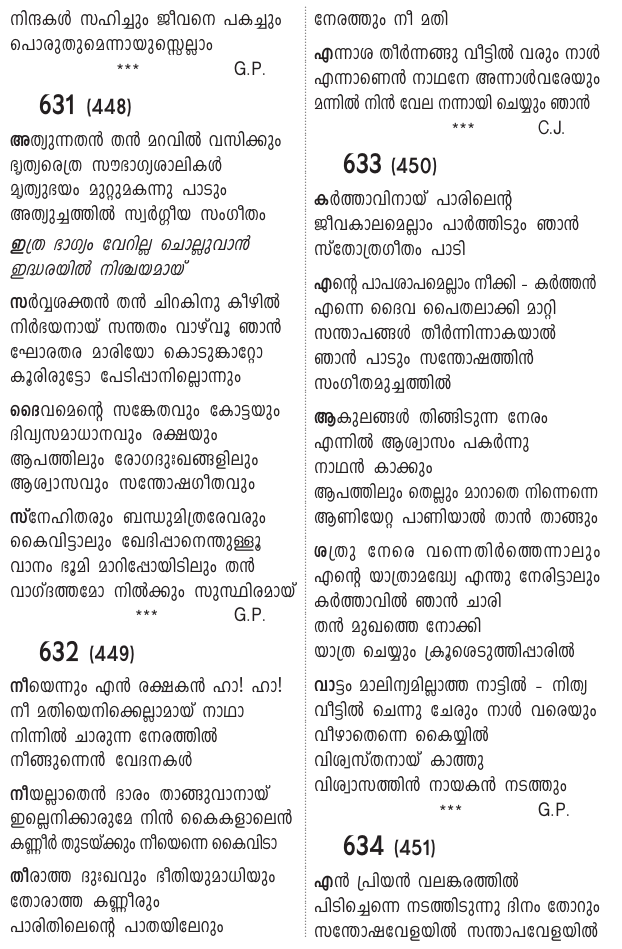 നിന്ദകൾ സഹിച്ചും ജീവനെ പകച്ചും
പൊരുതുമെന്നായുസ്സെല്ലാം
*** G.P.
631 (448)
അത്യുന്നതൻ തൻ മറവിൽ വസിക്കും
ഭൃത്യരെത്ര സൗഭാഗ്യശാലികൾ
മൃത്യുഭയം മുറ്റുമകന്നു പാടും
അത്യുച്ചത്തിൽ സ്വർഗ്ഗീയ സംഗീതം
ഇത്ര ഭാഗ്യം വേറില്ല ചൊല്ലുവാൻ
ഇദ്ധരയിൽ നിശ്ചയമായ്
സർവ്വശക്തൻ തൻ ചിറകിനു കീഴിൽ
നിർഭയനായ് സന്തതം വാഴ്‌വൂ ഞാൻ
ഘോരതര മാരിയോ കൊടുങ്കാറ്റോ
കൂരിരുട്ടോ പേടിപ്പാനില്ലൊന്നും
ദൈവമെന്റെ സങ്കേതവും കോട്ടയും
ദിവ്യസമാധാനവും രക്ഷയും
ആപത്തിലും രോഗദുഃഖങ്ങളിലും
ആശ്വാസവും സന്തോഷഗീതവും
സ്നേഹിതരും ബന്ധുമിത്രരേവരും
കൈവിട്ടാലും ഖേദിപ്പാനെന്തുള്ളൂ
വാനം ഭൂമി മാറിപ്പോയിടിലും തൻ
വാഗ്ദത്തമോ നിൽക്കും സുസ്ഥിരമായ്
*** G.P.
632 (449)
നീയെന്നും എൻ രക്ഷകൻ ഹാ! ഹാ!
നീ മതിയെനിക്കെല്ലാമായ് നാഥാ
നിന്നിൽ ചാരുന്ന നേരത്തിൽ
നീങ്ങുന്നെൻ വേദനകൾ
നീയല്ലാതെൻ ഭാരം താങ്ങുവാനായ്
ഇല്ലെനിക്കാരുമേ നിൻ കൈകളാലെൻ
കണ്ണീർ തുടയ്ക്കും നീയെന്നെ കൈവിടാ
തീരാത്ത ദുഃഖവും ഭീതിയുമാധിയും
തോരാത്ത കണ്ണീരും
പാരിതിലെന്റെ പാതയിലേറും
നേരത്തും നീ മതി
എന്നാശ തീർന്നങ്ങു വീട്ടിൽ വരും നാൾ
എന്നാണെൻ നാഥനേ അന്നാൾവരേയും
മന്നിൽ നിൻ വേല നന്നായി ചെയ്യും ഞാൻ
*** C.J.
633 (450)
കർത്താവിനായ് പാരിലെന്റ
ജീവകാലമെല്ലാം പാർത്തിടും ഞാൻ
സ്തോത്രഗീതം പാടി
എന്റെ പാപശാപമെല്ലാം നീക്കി - കർത്തൻ
എന്നെ ദൈവ പൈതലാക്കി മാറ്റി
സന്താപങ്ങൾ തീർന്നിന്നാകയാൽ
ഞാൻ പാടും സന്തോഷത്തിൻ
സംഗീതമുച്ചത്തിൽ
ആകുലങ്ങൾ തിങ്ങിടുന്ന നേരം
എന്നിൽ ആശ്വാസം പകർന്നു
നാഥൻ കാക്കും
ആപത്തിലും തെല്ലും മാറാതെ നിന്നെന്നെ
ആണിയേറ്റ പാണിയാൽ താൻ താങ്ങും
ശത്രു നേരെ വന്നെതിർത്തെന്നാലും
എന്റെ യാത്രാമദ്ധ്യേ എന്തു നേരിട്ടാലും
കർത്താവിൽ ഞാൻ ചാരി
തൻ മുഖത്തെ നോക്കി
യാത്ര ചെയ്യും ക്രൂശെടുത്തിപ്പാരിൽ
വാട്ടം മാലിന്യമില്ലാത്ത നാട്ടിൽ - നിത്യ
വീട്ടിൽ ചെന്നു ചേരും നാൾ വരെയും
വീഴാതെന്നെ കൈയ്യിൽ
വിശ്വസ്തനായ് കാത്തു
വിശ്വാസത്തിൻ നായകൻ നടത്തും
*** G.P.
634 (451)
എൻ പ്രിയൻ വലങ്കരത്തിൽ
പിടിച്ചെന്നെ നടത്തിടുന്നു ദിനം തോറും
സന്തോഷവേളയിൽ സന്താപവേളയിൽ